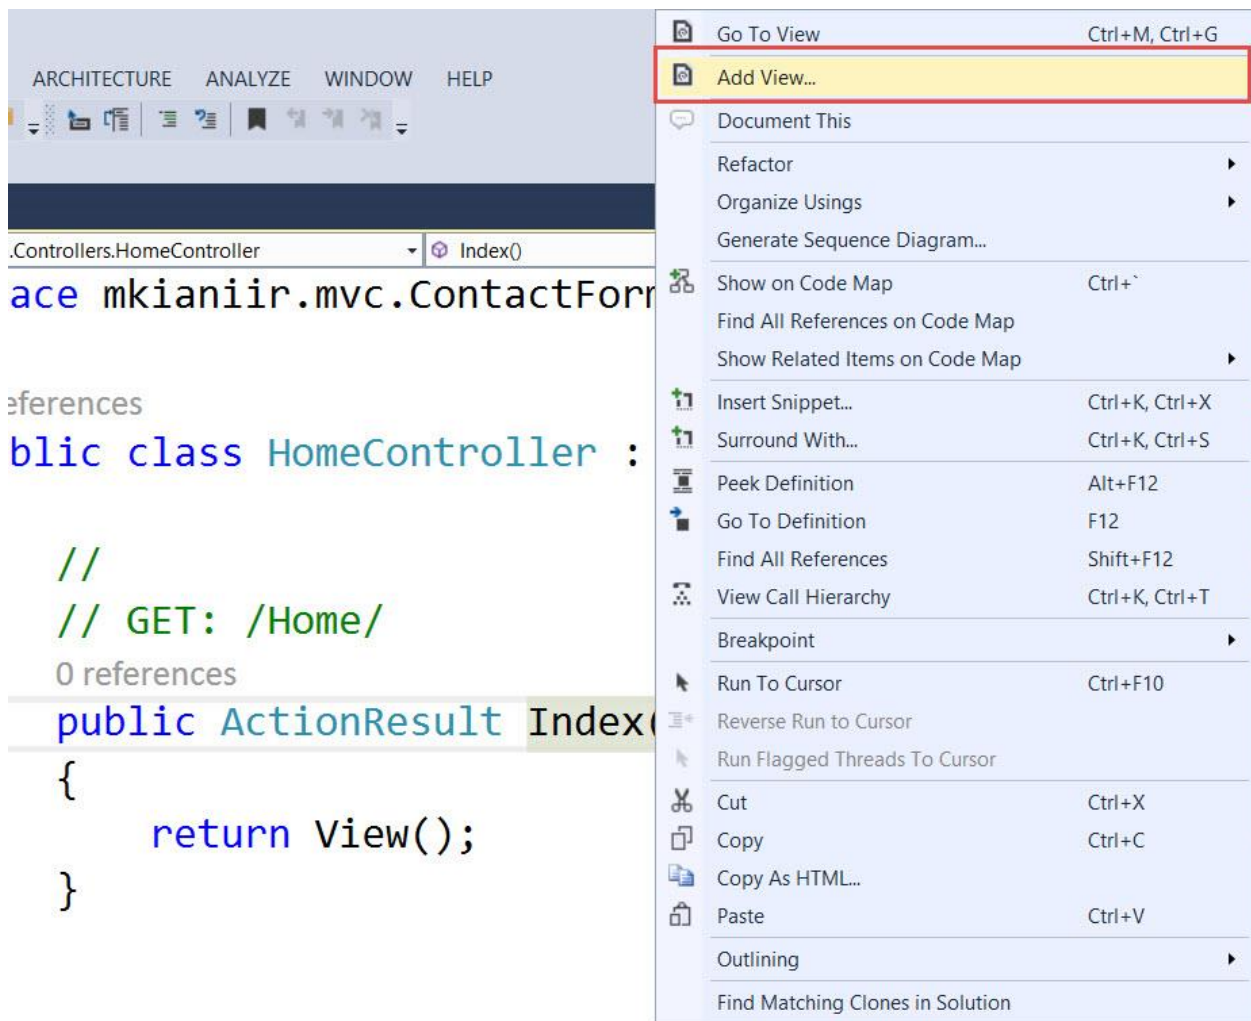 ARCHITECTURE ANALYZE WINDOW HELP
.Controllers.HomeController Index()
ace mkianiir.mvc.ContactForm
eferences
blic class HomeController :
//
// GET: /Home/
0 references
public ActionResult Index(
{
return View();
}
Go To View Ctrl+M, Ctrl+G
Add View...
Document This
Refactor
Organize Usings
Generate Sequence Diagram...
Show on Code Map Ctrl+`
Find All References on Code Map
Show Related Items on Code Map
Insert Snippet... Ctrl+K, Ctrl+X
Surround With... Ctrl+K, Ctrl+S
Peek Definition Alt+F12
Go To Definition F12
Find All References Shift+F12
View Call Hierarchy Ctrl+K, Ctrl+T
Breakpoint
Run To Cursor Ctrl+F10
Reverse Run to Cursor
Run Flagged Threads To Cursor
Cut Ctrl+X
Copy Ctrl+C
Copy As HTML...
Paste Ctrl+V
Outlining
Find Matching Clones in Solution